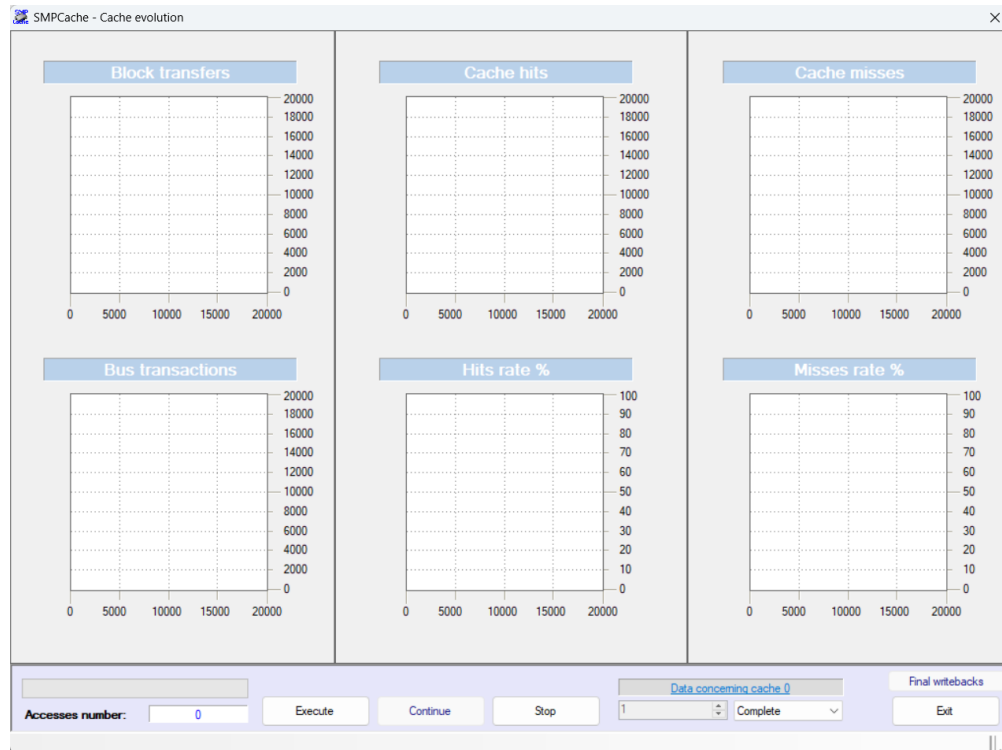 SMP
Cache
SMPCache - Cache evolution
Block transfers
20000
18000
16000
14000
12000
10000
8000
6000
4000
2000
0
0 5000 10000 15000 20000
Cache hits
20000
18000
16000
14000
12000
10000
8000
6000
4000
2000
0
0 5000 10000 15000 20000
Cache misses
20000
18000
16000
14000
12000
10000
8000
6000
4000
2000
0
0 5000 10000 15000 20000
Bus transactions
20000
18000
16000
14000
12000
10000
8000
6000
4000
2000
0
0 5000 10000 15000 20000
Hits rate %
100
90
80
70
60
50
40
30
20
10
0
0 5000 10000 15000 20000
Misses rate %
100
90
80
70
60
50
40
30
20
10
0
0 5000 10000 15000 20000
Accesses number: 0
Execute
Continue
Stop
Data concerning cache 0
1
Complete
Final writebacks
Exit